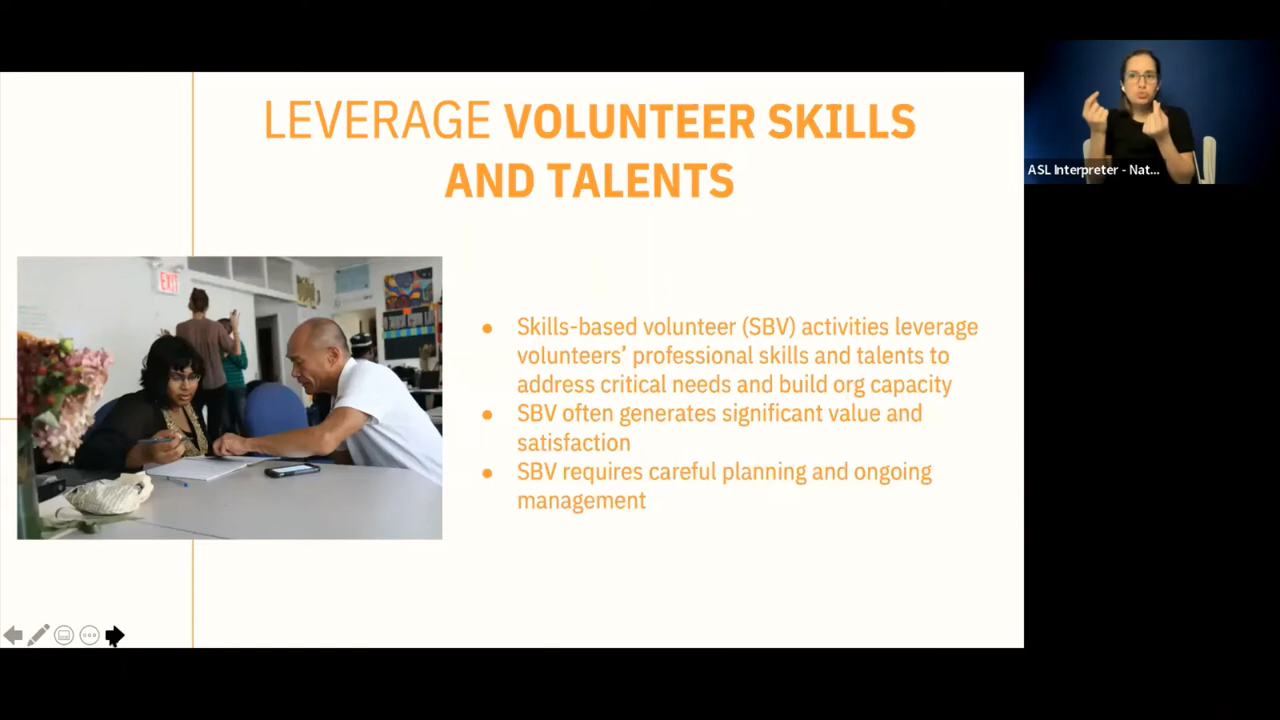 LEVERAGE VOLUNTEER SKILLS
AND TALENTS
ASL Interpreter - Nat...
EXIT
● Skills-based volunteer (SBV) activities leverage
volunteers’ professional skills and talents to
address critical needs and build org capacity
● SBV often generates significant value and
satisfaction
● SBV requires careful planning and ongoing
management